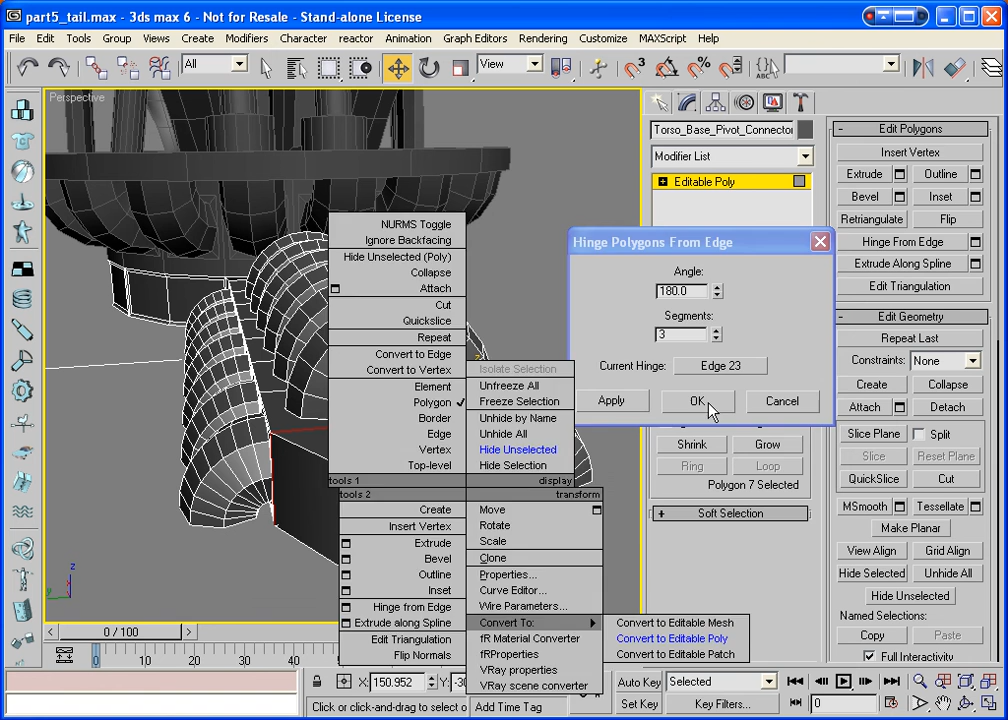 part5_tail.max - 3ds max 6 - Not for Resale - Stand-alone License
File Edit Tools Group Views Create Modifiers Character reactor Animation Graph Editors Rendering Customize MAXScript Help
All
View
3
%
ABC
Perspective
Torso_Base_Pivot_Connector
Modifier List
Editable Poly
- Edit Polygons
Insert Vertex
Extrude Outline
Bevel Inset
Retriangulate Flip
Hinge From Edge
Extrude Along Spline
Edit Triangulation
- Edit Geometry
Repeat Last
Constraints: None
Create Collapse
Attach Detach
Slice Plane Split
Slice Reset Plane
QuickSlice Cut
MSmooth Tessellate
Make Planar
View Align Grid Align
Hide Selected Unhide All
Hide Unselected
Named Selections:
Copy Paste
Full Interactivity
Hinge Polygons From Edge
Angle:
180.0
Segments:
3
Current Hinge: Edge 23
Apply OK Cancel
Shrink Grow
Ring Loop
Polygon 7 Selected
+ Soft Selection
NURMS Toggle
Ignore Backfacing
Hide Unselected (Poly)
Collapse
Attach
Cut
Quickslice
Repeat
Convert to Edge
Convert to Vertex
Element
Polygon
Border
Edge
Vertex
Top-level
tools 1
Isolate Selection
Unfreeze All
Freeze Selection
Unhide by Name
Unhide All
Hide Unselected
Hide Selection
display
tools 2
Create
Insert Vertex
Extrude
Bevel
Outline
Inset
Hinge from Edge
Extrude along Spline
Edit Triangulation
Flip Normals
transform
Move
Rotate
Scale
Clone
Properties...
Curve Editor...
Wire Parameters...
Convert To:
fR Material Converter
fRProperties
VRay properties
VRay scene converter
Convert to Editable Mesh
Convert to Editable Poly
Convert to Editable Patch
z
y
0 / 100
0 10 20 30 40 50 60 70 80 90 100
X: 150.952 Y: -30
Click or click-and-drag to select o
Add Time Tag
Auto Key Selected
Set Key Key Filters...
0